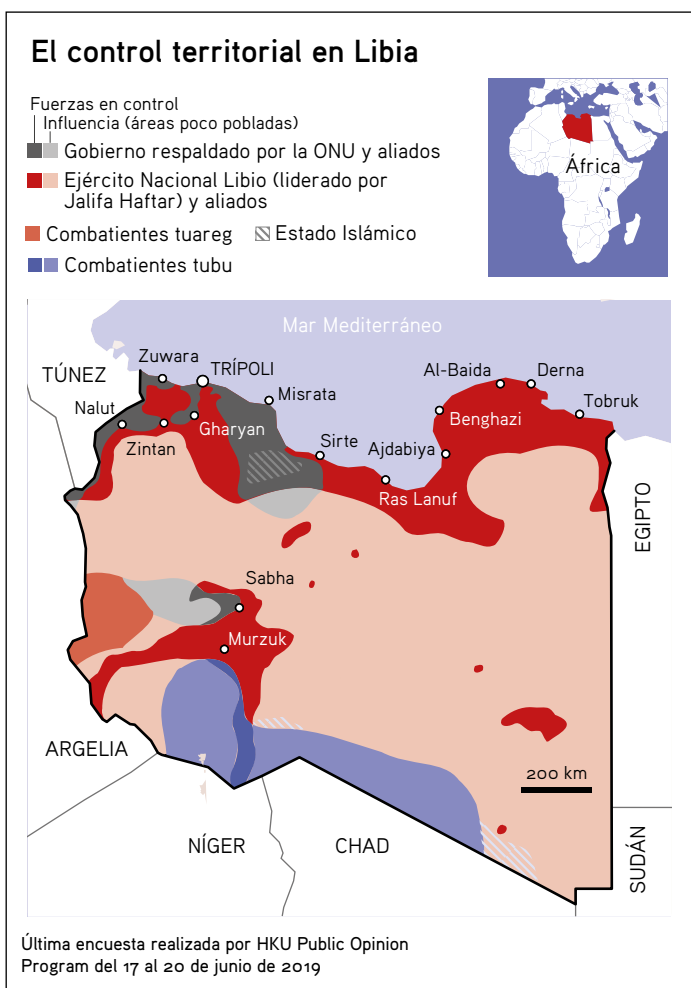 El control territorial en Libia
Fuerzas en control
Influencia (áreas poco pobladas)
Gobierno respaldado por la ONU y aliados
Ejército Nacional Libio (liderado por
Jalifa Haftar) y aliados
Combatientes tuareg
Estado Islámico
Combatientes tubu
África
Mar Mediterráneo
TÚNEZ
Zuwara
TRÍPOLI
Misrata
Nalut
Zintan
Gharyan
Sirte
Al-Baida
Derna
Tobruk
Benghazi
Ajdabiya
Ras Lanuf
EGIPTO
Sabha
Murzuk
ARGELIA
200 km
NÍGER
CHAD
SUDÁN
Última encuesta realizada por HKU Public Opinion
Program del 17 al 20 de junio de 2019